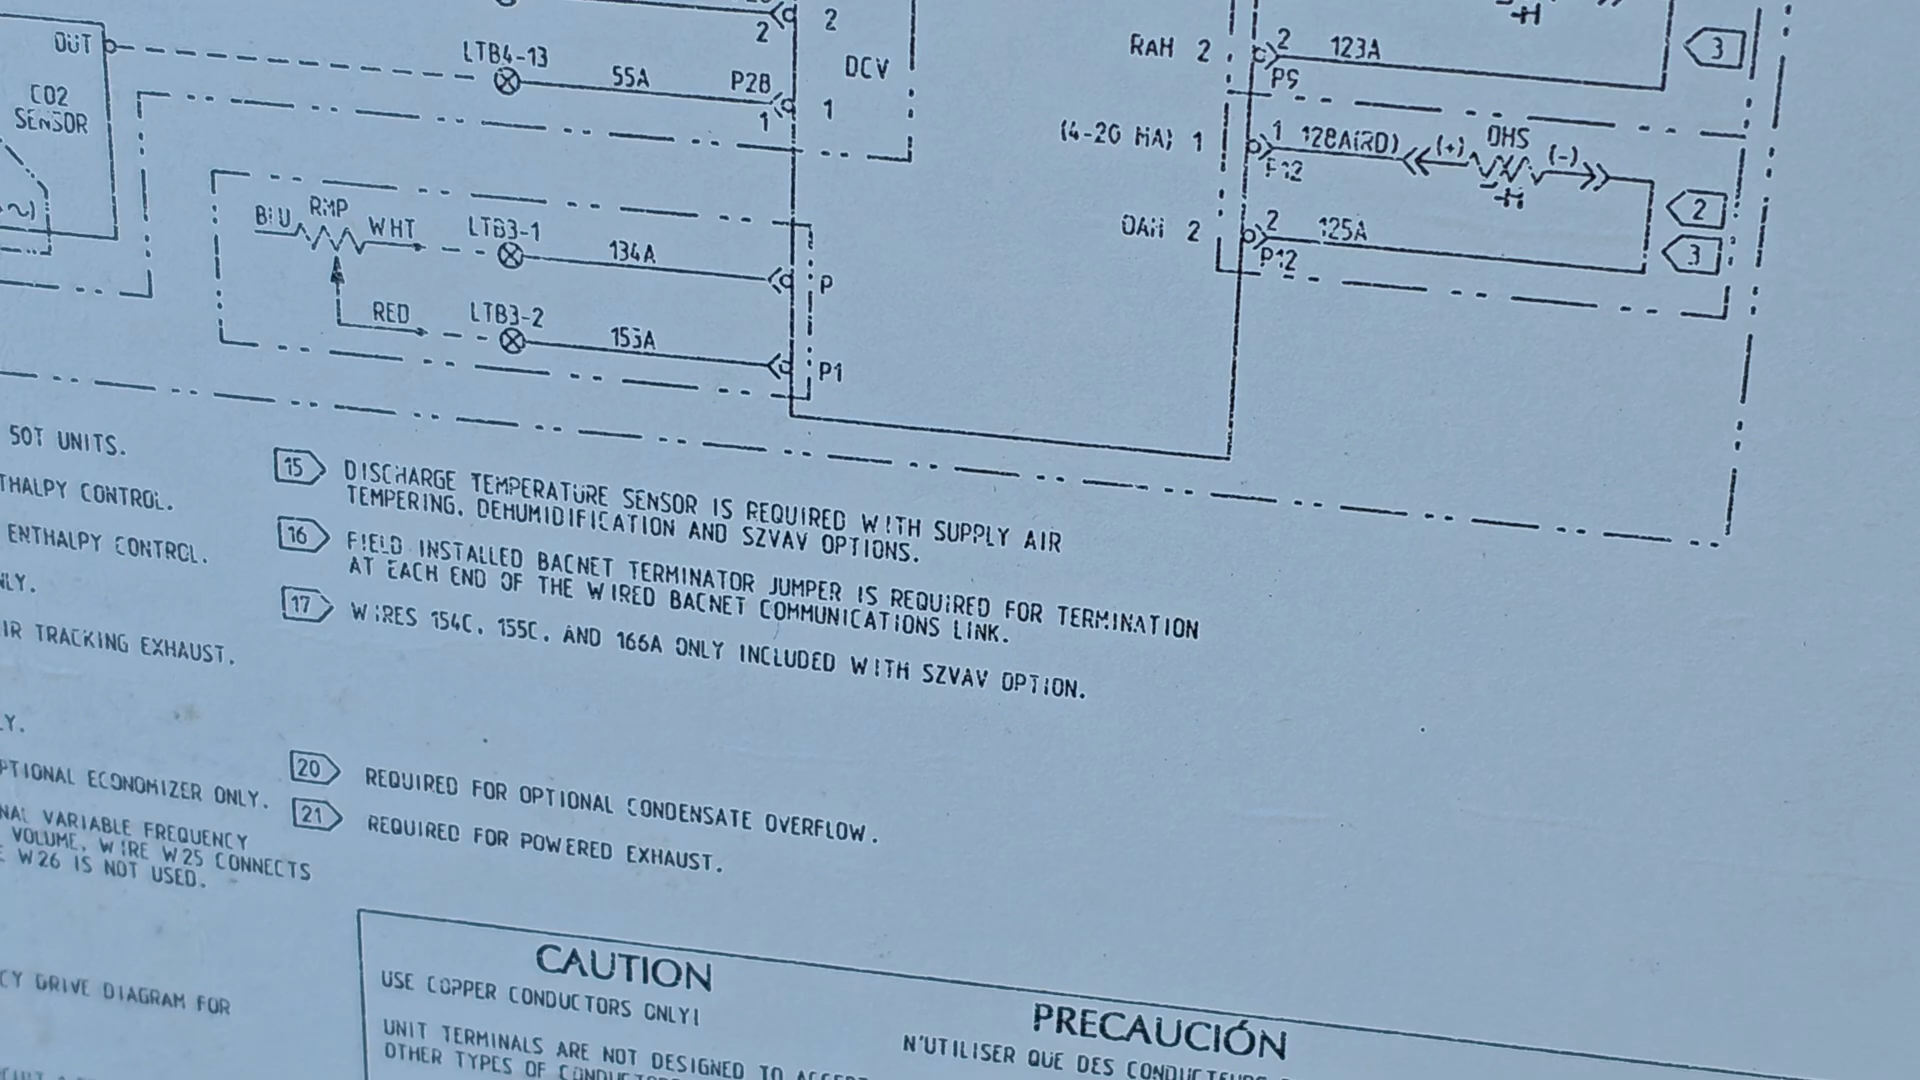 OUT
CO2
SENSOR
LTB4-13
55A
P28
2
2
1
1
DCV
BLU
RMP
WHT
LTB3-1
134A
P
RED
LTB3-2
P1
RAH 2
2
123A
P5
3
(4-20 MA) 1
1
128A(RD)
(+)
OHS
(-)
-H
-H
P12
OAH 2
2
125A
P12
2
3
50T UNITS.
THALPY CONTROL.
ENTHALPY CONTROL.
NLY.
IR TRACKING EXHAUST.
LY.
PTIONAL ECONOMIZER ONLY.
NAL VARIABLE FREQUENCY
VOLUME, WIRE W25 CONNECTS
E W26 IS NOT USED.
CY DRIVE DIAGRAM FOR
15 DISCHARGE TEMPERATURE SENSOR IS REQUIRED WITH SUPPLY AIR
TEMPERING, DEHUMIDIFICATION AND SZVAV OPTIONS.
16 FIELD INSTALLED BACNET TERMINATOR JUMPER IS REQUIRED FOR TERMINATION
AT EACH END OF THE WIRED BACNET COMMUNICATIONS LINK.
17 WIRES 154C, 155C, AND 166A ONLY INCLUDED WITH SZVAV OPTION.
20 REQUIRED FOR OPTIONAL CONDENSATE OVERFLOW.
21 REQUIRED FOR POWERED EXHAUST.
CAUTION
USE COPPER CONDUCTORS ONLY!
UNIT TERMINALS ARE NOT DESIGNED TO ACCEPT
OTHER TYPES OF
PRECAUCIÓN
N'UTILISER QUE DES CONDUCTEURS